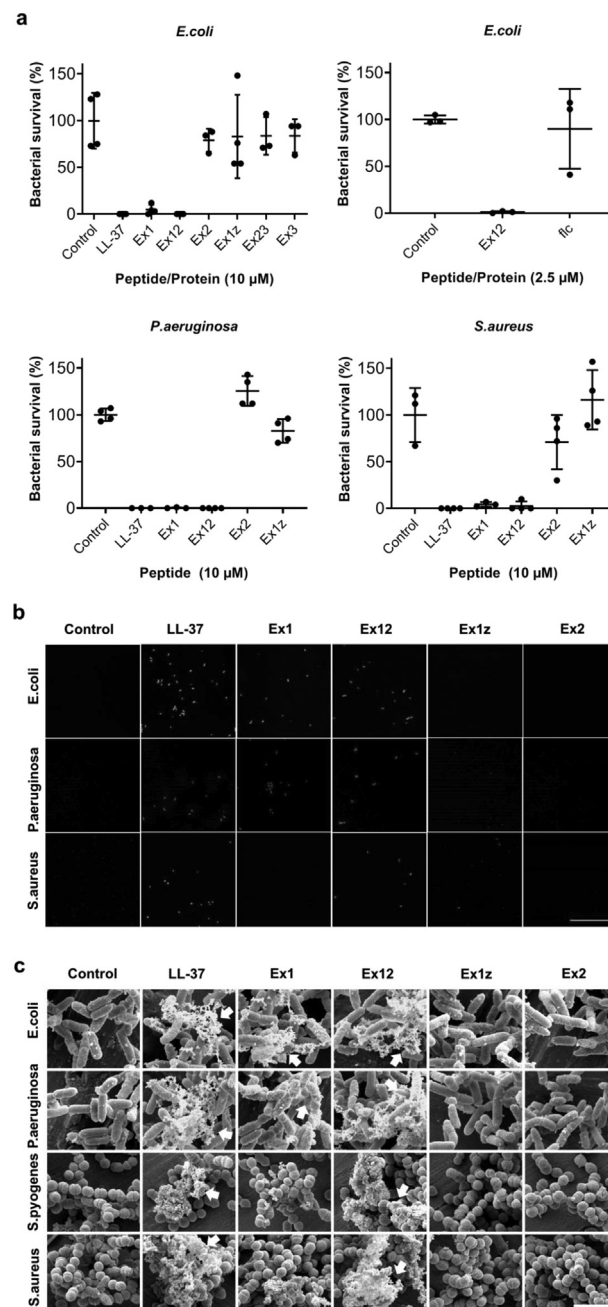 a
E.coli
Bacterial survival (%)
150
100
50
0
Control
LL-37
Ex1
Ex12
Ex2
Ex1z
Ex23
Ex3
Peptide/Protein (10 µM)
E.coli
Bacterial survival (%)
150
100
50
0
Control
Ex12
flc
Peptide/Protein (2.5 µM)
P.aeruginosa
Bacterial survival (%)
150
100
50
0
Control
LL-37
Ex1
Ex12
Ex2
Ex1z
Peptide (10 µM)
S.aureus
Bacterial survival (%)
150
100
50
0
Control
LL-37
Ex1
Ex12
Ex2
Ex1z
Peptide (10 µM)
b
Control LL-37 Ex1 Ex12 Ex1z Ex2
E.coli
P.aeruginosa
S.aureus
c
Control LL-37 Ex1 Ex12 Ex1z Ex2
E.coli
P.aeruginosa
S.pyogenes
S.aureus